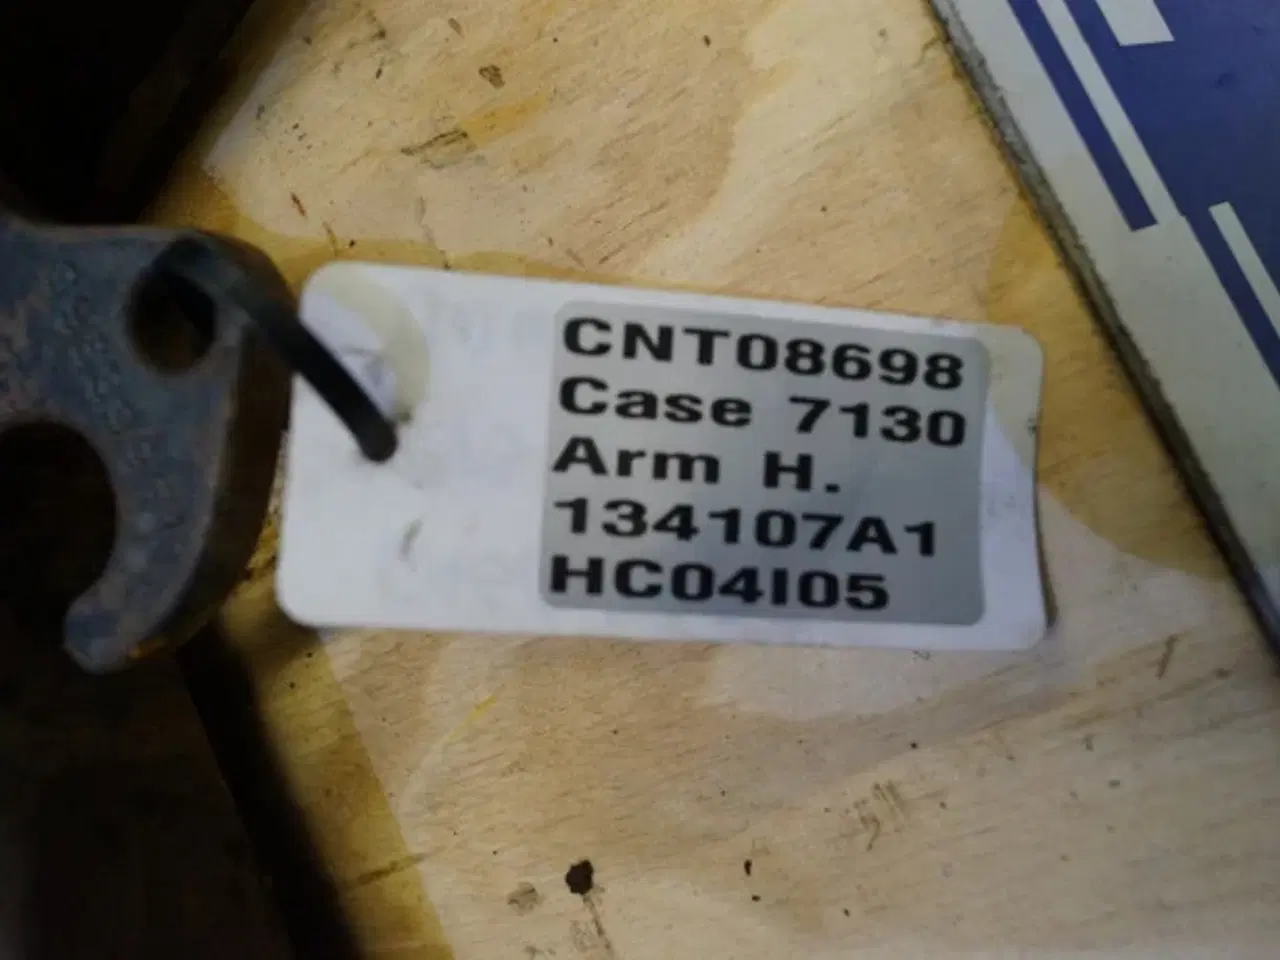 CNT08698
Case 7130
Arm H.
134107A1
HC04I05